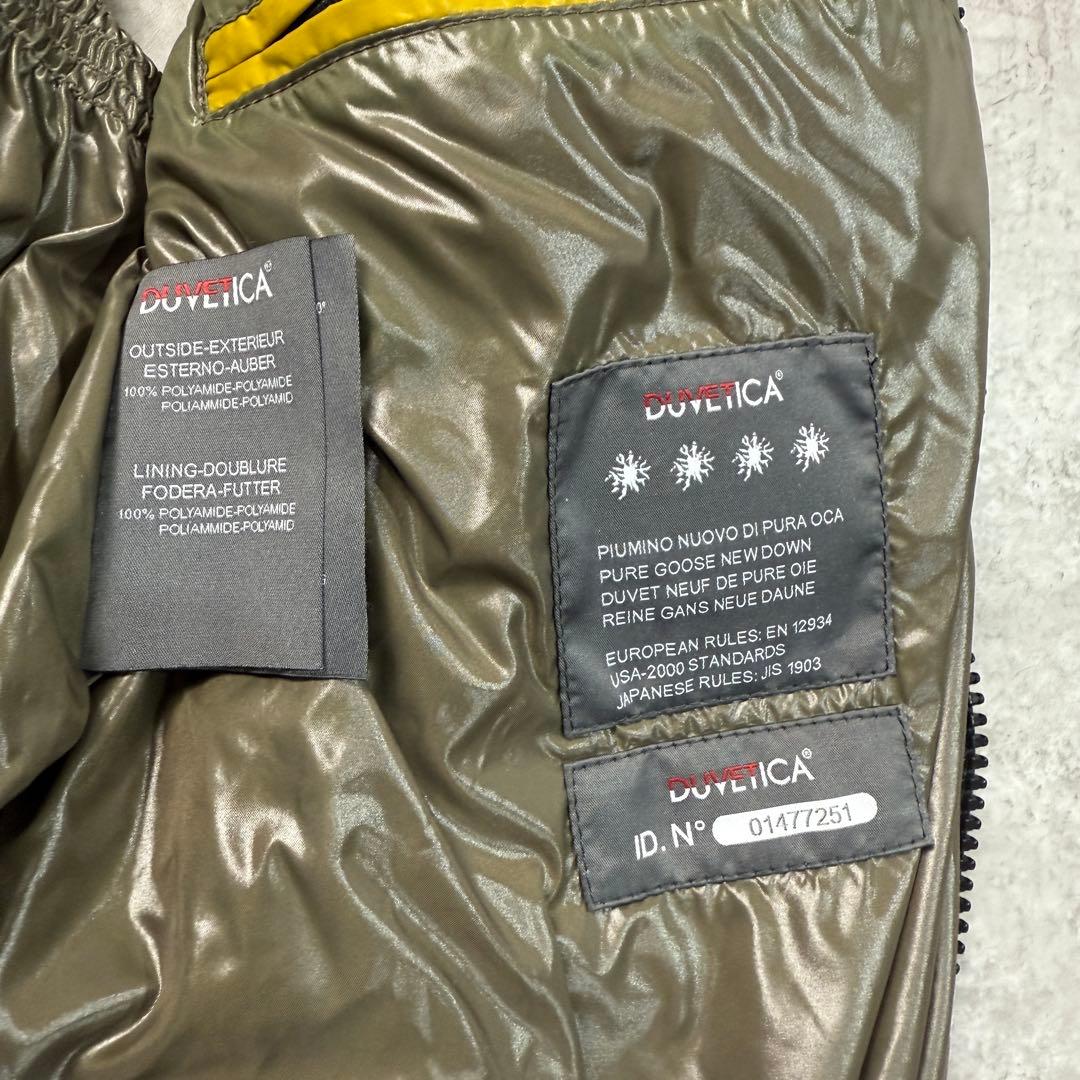 DUVETICA®
OUTSIDE-EXTERIEUR
ESTERNO-AUBER
100% POLYAMIDE-POLYAMIDE
POLIAMMIDE-POLYAMID
LINING-DOUBLURE
FODERA-FUTTER
100% POLYAMIDE-POLYAMIDE
POLIAMMIDE-POLYAMID
DUVETICA®
PIUMINO NUOVO DI PURA OCA
PURE GOOSE NEW DOWN
DUVET NEUF DE PURE OIE
REINE GANS NEUE DAUNE
EUROPEAN RULES: EN 12934
USA-2000 STANDARDS
JAPANESE RULES: JIS 1903
DUVETICA®
ID. N° 01477251